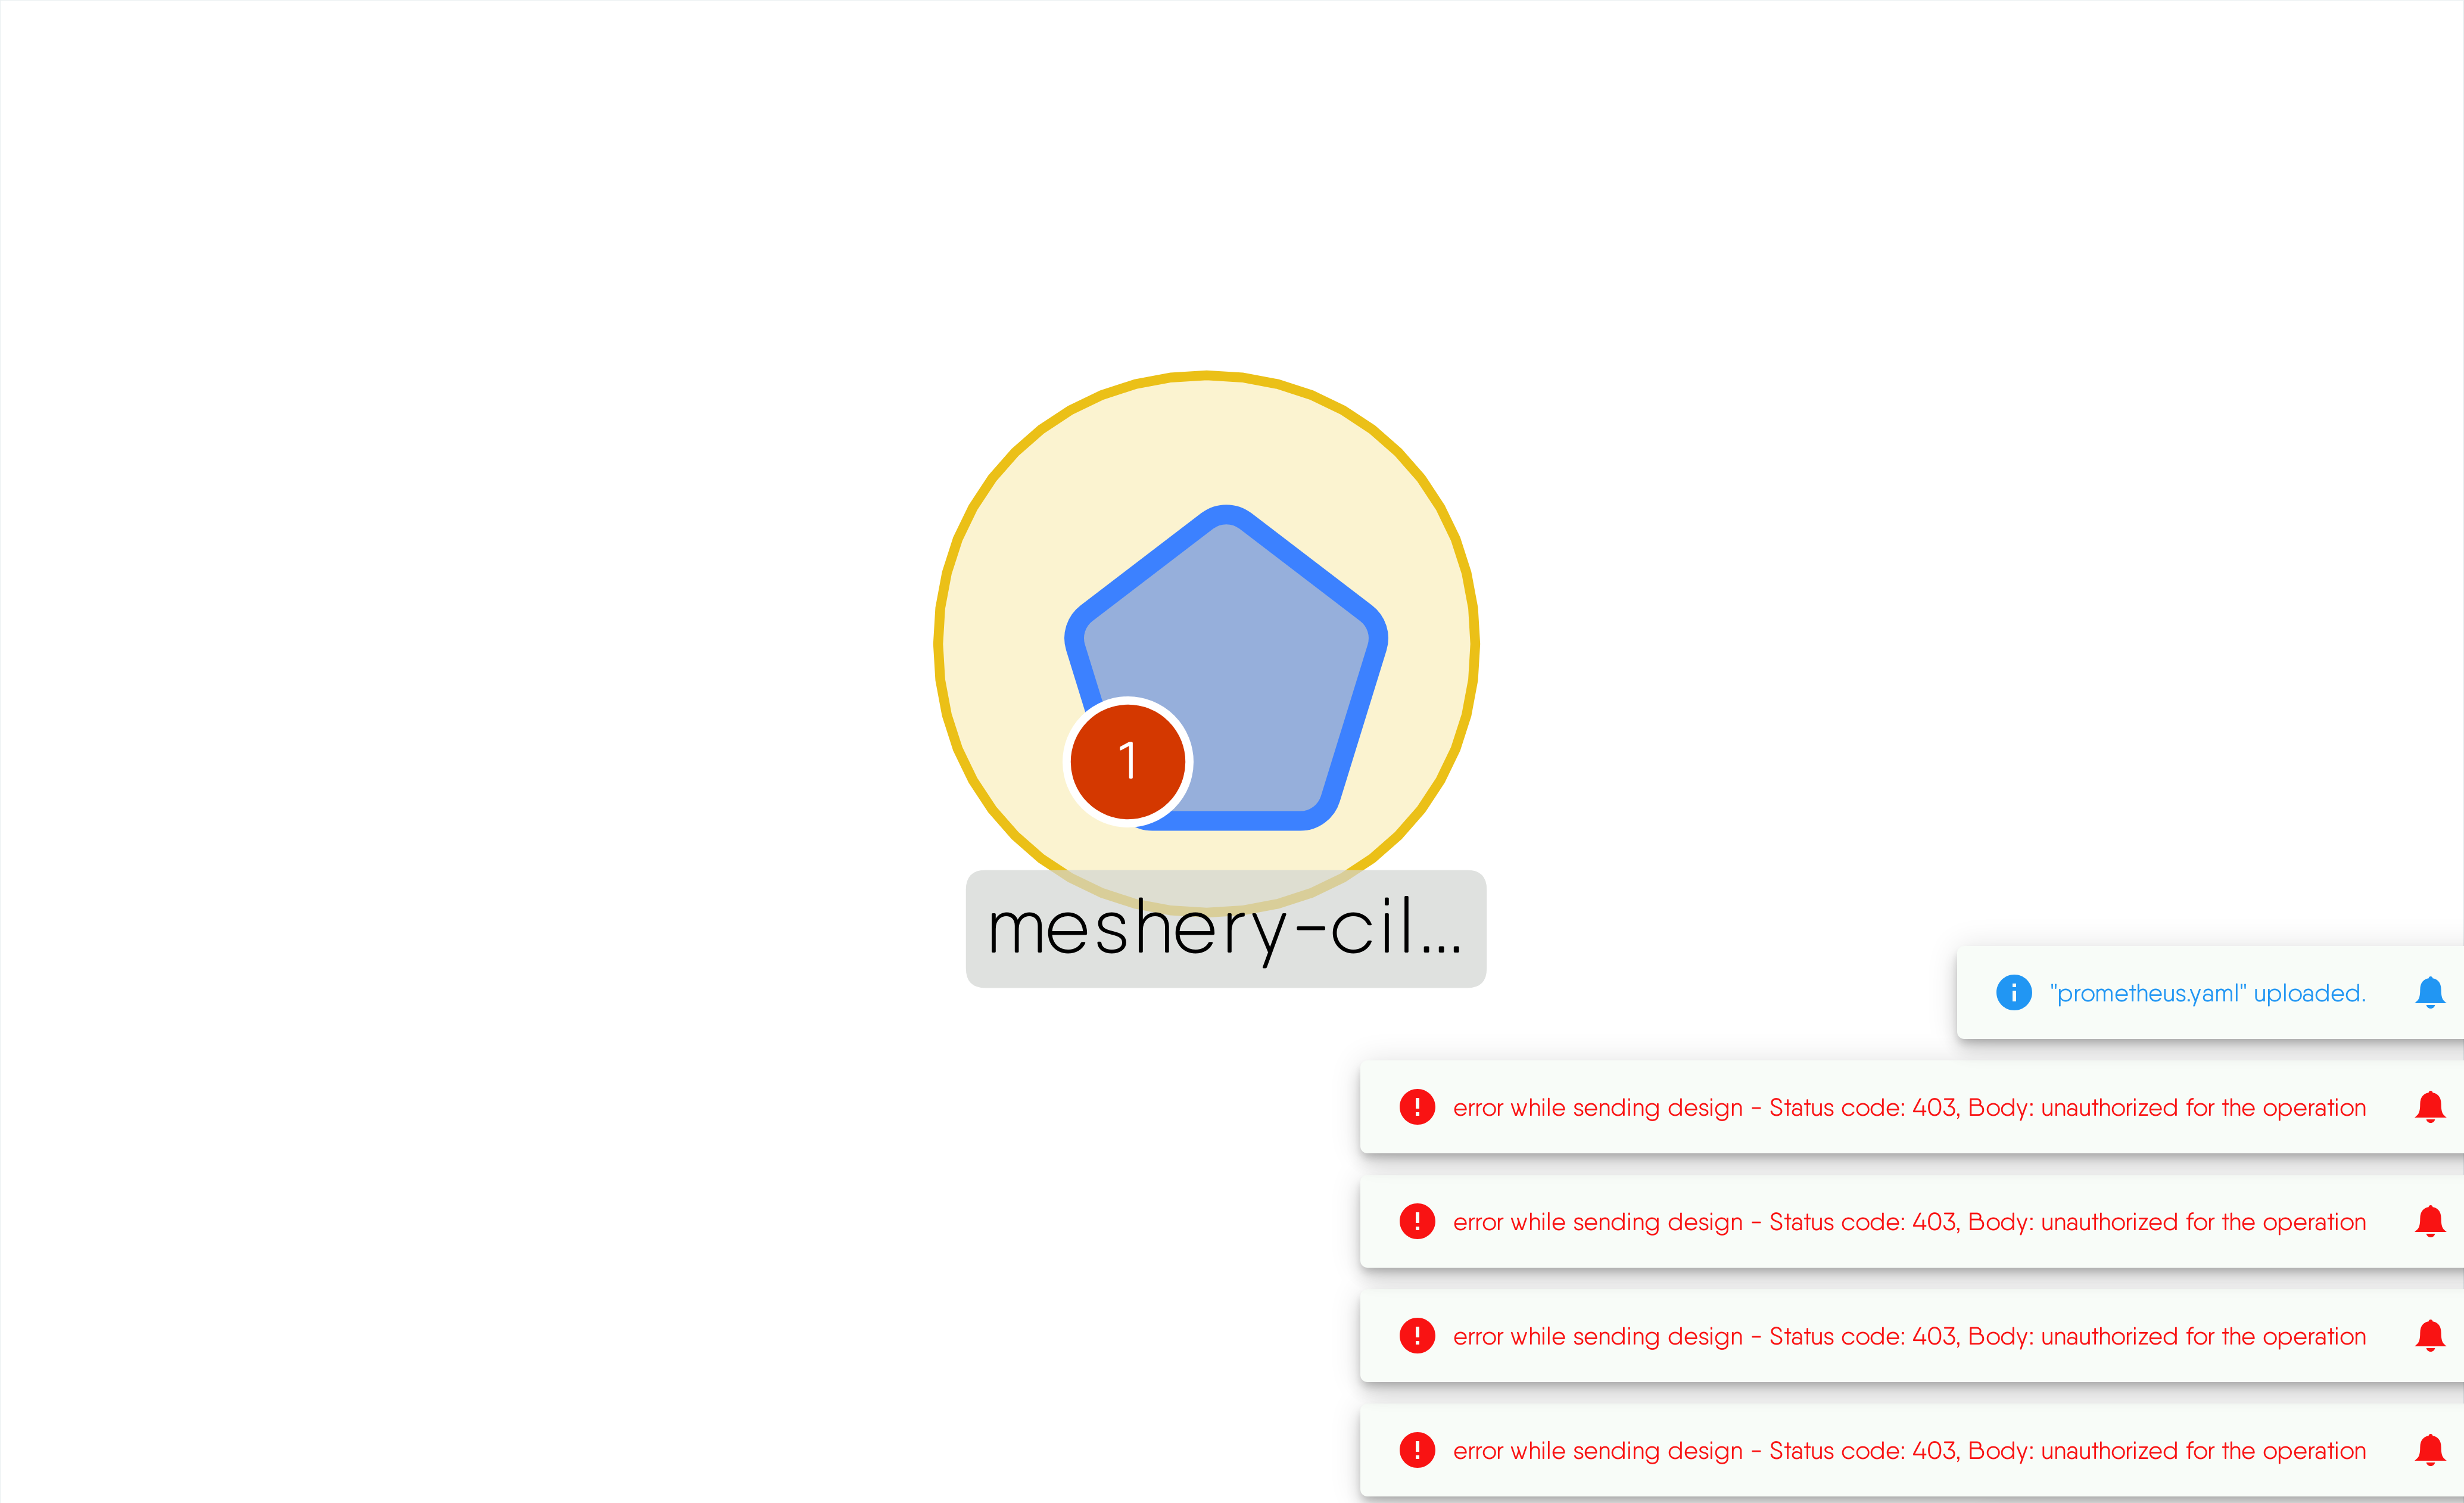 1
meshery-cil...
"prometheus.yaml" uploaded.
error while sending design - Status code: 403, Body: unauthorized for the operation
error while sending design - Status code: 403, Body: unauthorized for the operation
error while sending design - Status code: 403, Body: unauthorized for the operation
error while sending design - Status code: 403, Body: unauthorized for the operation